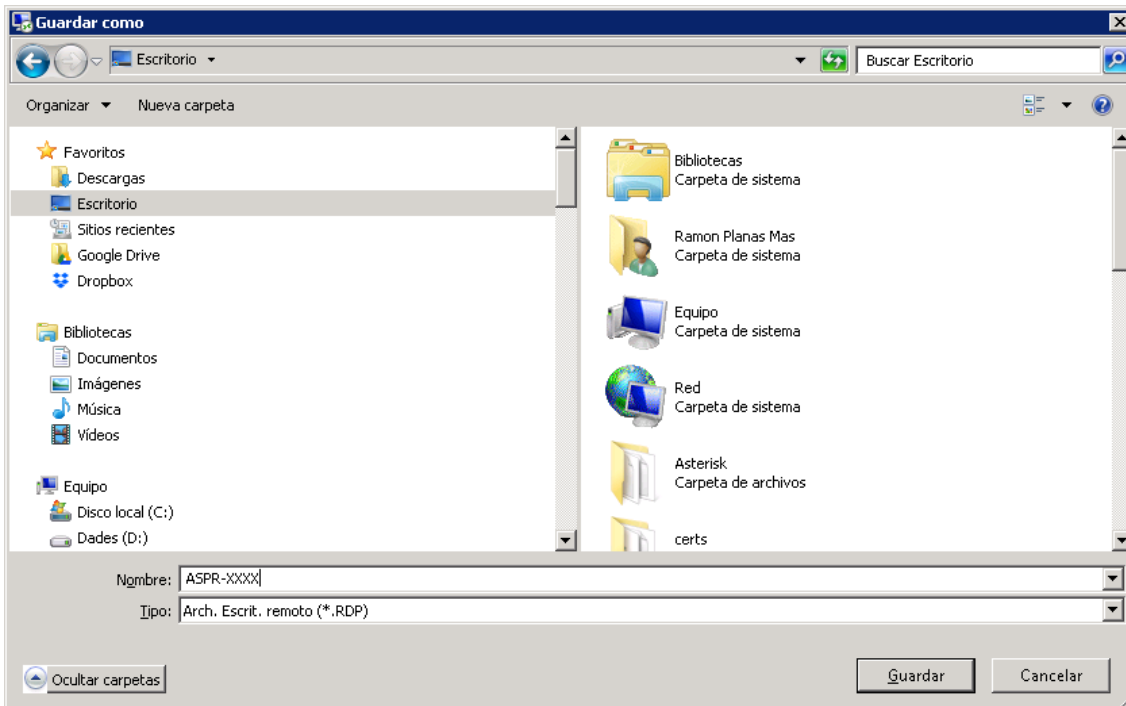 Guardar como
Escritorio
Buscar Escritorio
Organizar
Nueva carpeta
Favoritos
Descargas
Escritorio
Sitios recientes
Google Drive
Dropbox
Bibliotecas
Documentos
Imágenes
Música
Vídeos
Equipo
Disco local (C:)
Dades (D:)
Bibliotecas
Carpeta de sistema
Ramon Planas Mas
Carpeta de sistema
Equipo
Carpeta de sistema
Red
Carpeta de sistema
Asterisk
Carpeta de archivos
certs
Nombre: ASPR-XXXX
Tipo: Arch. Escrit. remoto (*.RDP)
Ocultar carpetas
Guardar
Cancelar